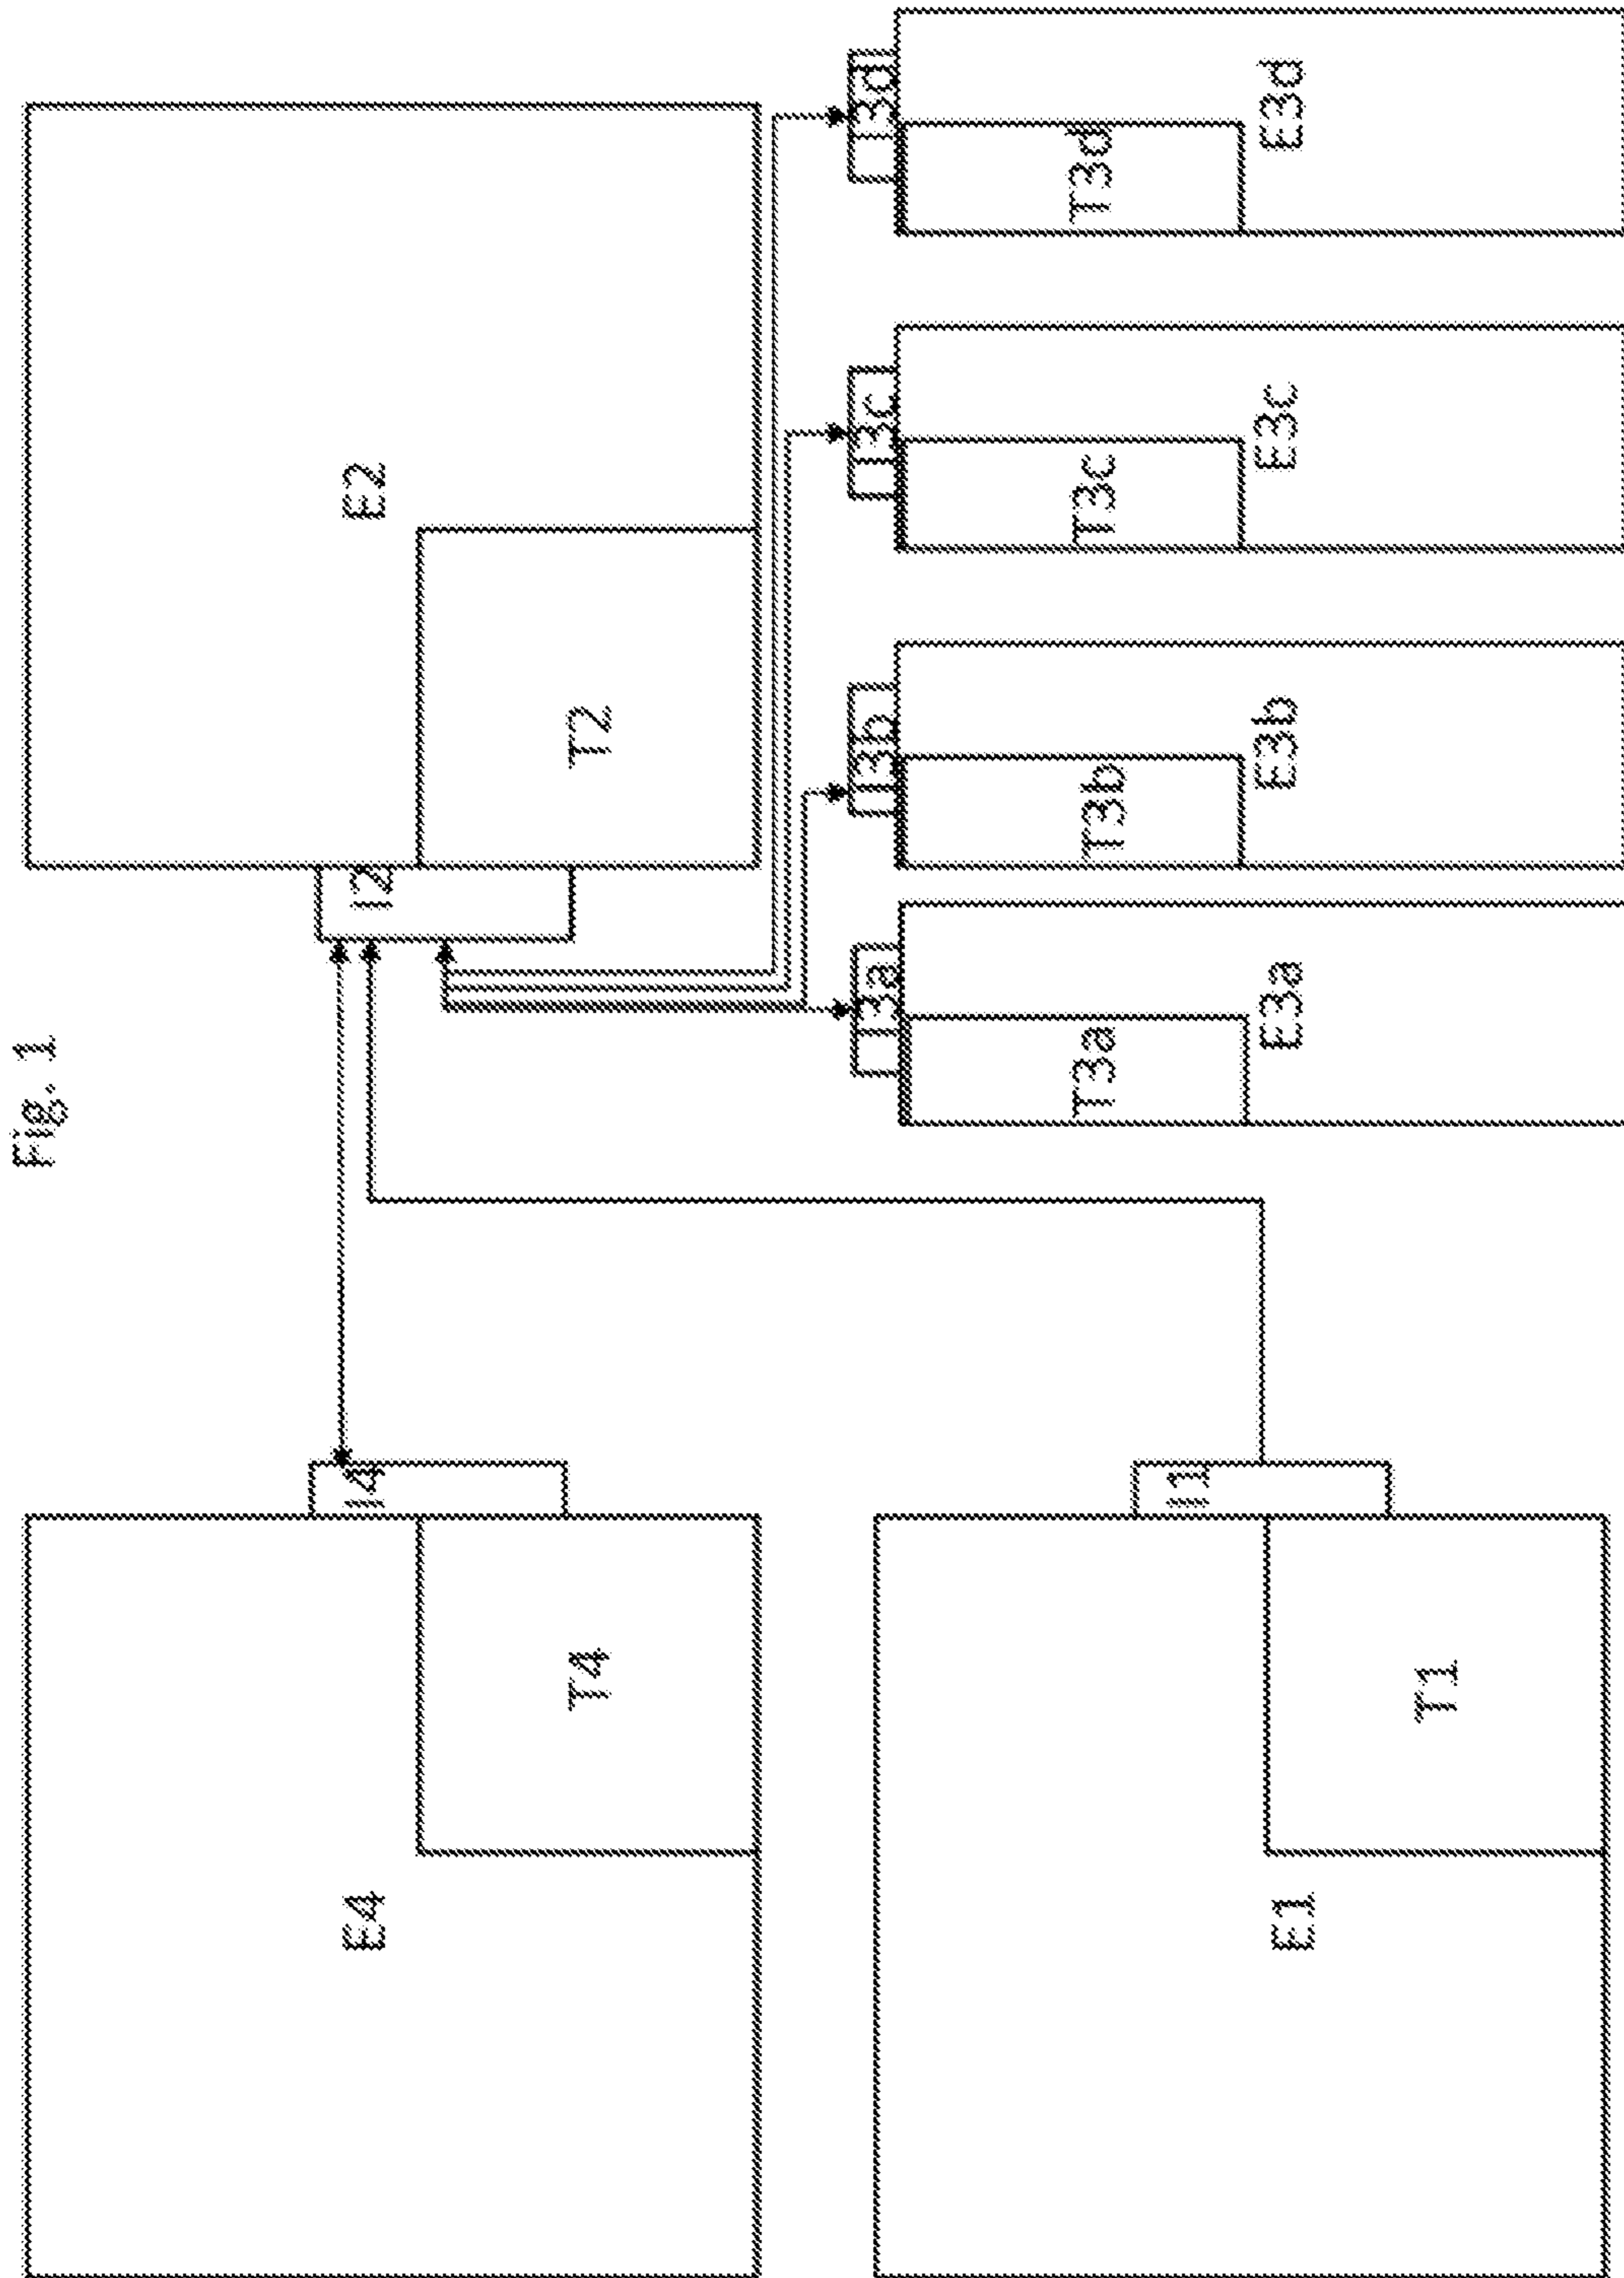 Fig. 1
E4
I4
I2
E2
T4
T2
I3a
I3b
I3c
I3d
T3a
T3b
T3c
T3d
I1
E1
E3a
E3b
E3c
E3d
T1